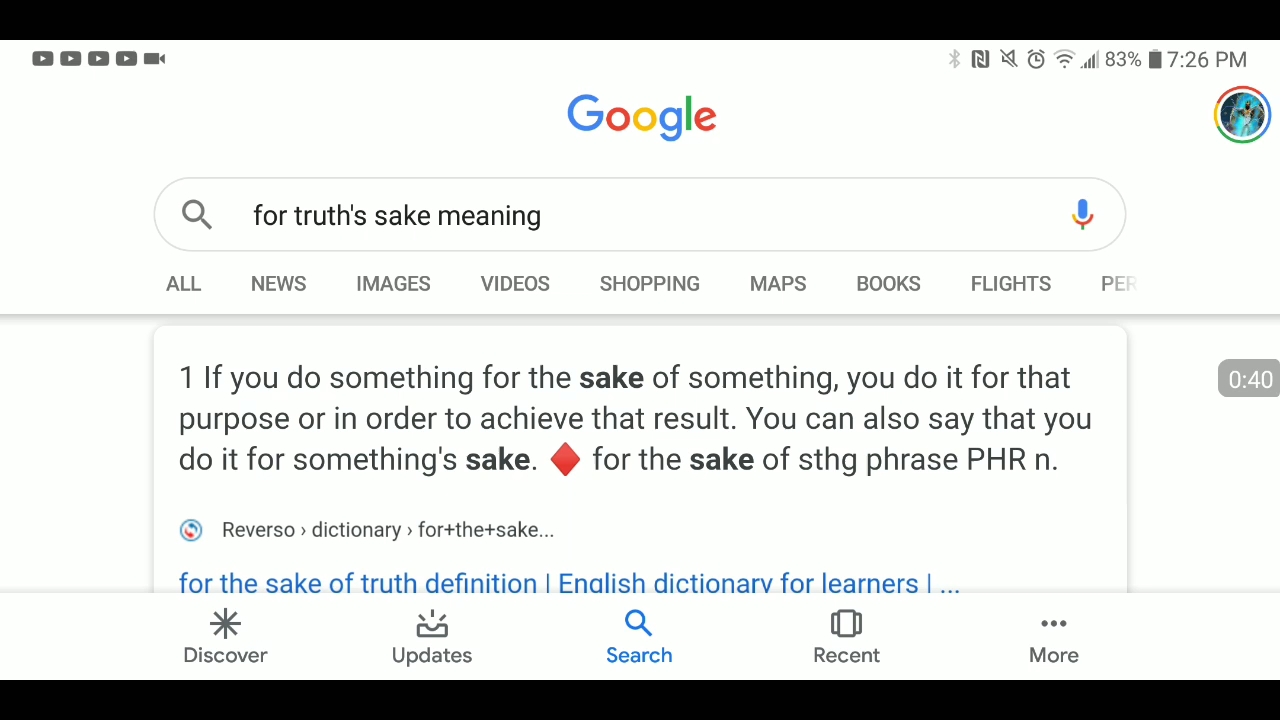 83% 7:26 PM
Google
for truth's sake meaning
ALL NEWS IMAGES VIDEOS SHOPPING MAPS BOOKS FLIGHTS PER
1 If you do something for the sake of something, you do it for that
purpose or in order to achieve that result. You can also say that you
do it for something's sake. ♦️ for the sake of sthg phrase PHR n.
0:40
Reverso › dictionary › for+the+sake...
for the sake of truth definition | English dictionary for learners | ...
Discover Updates Search Recent More